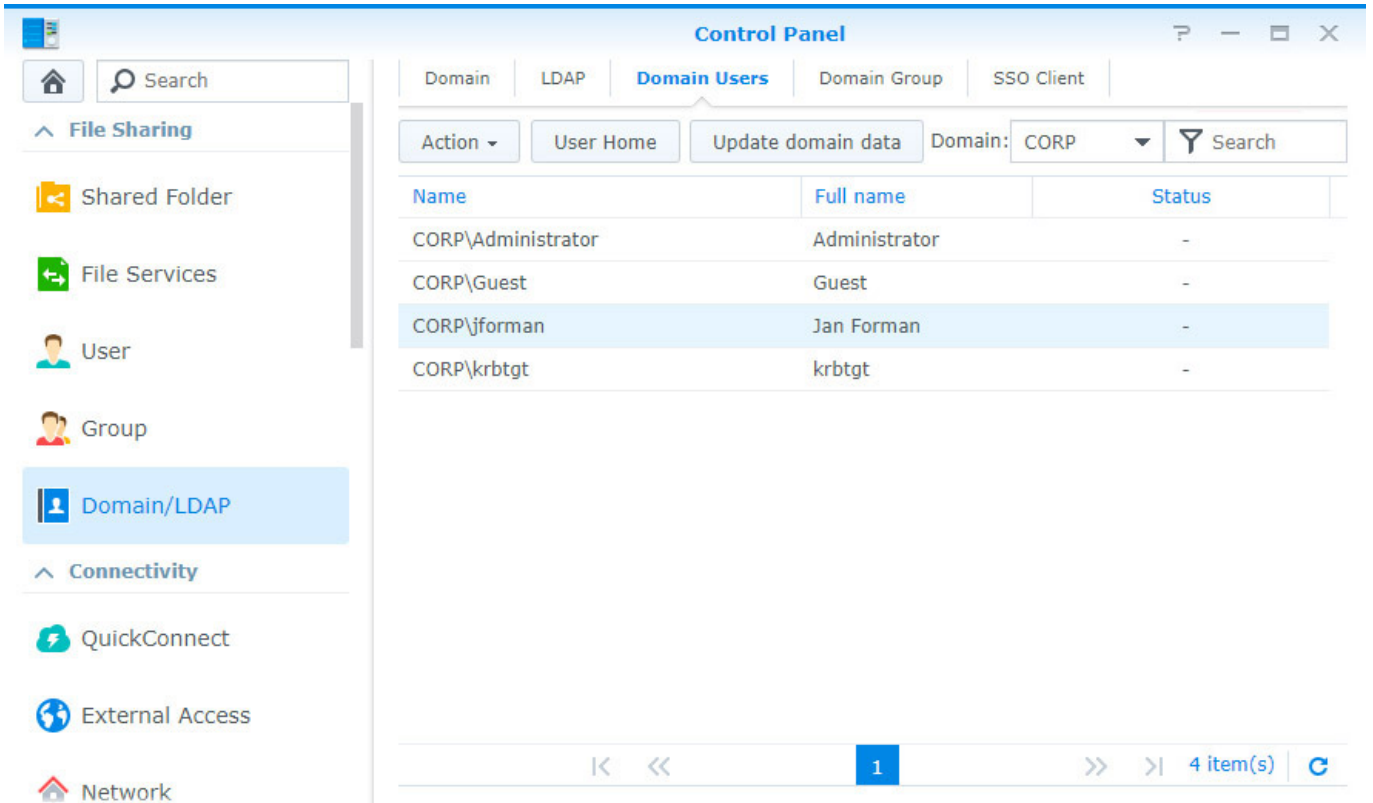 Control Panel
Search
File Sharing
Shared Folder
File Services
User
Group
Domain/LDAP
Connectivity
QuickConnect
External Access
Network
Domain LDAP Domain Users Domain Group SSO Client
Action User Home Update domain data Domain: CORP Search
Name Full name Status
CORP\Administrator Administrator -
CORP\Guest Guest -
CORP\jforman Jan Forman -
CORP\krbtgt krbtgt -
1 4 item(s)